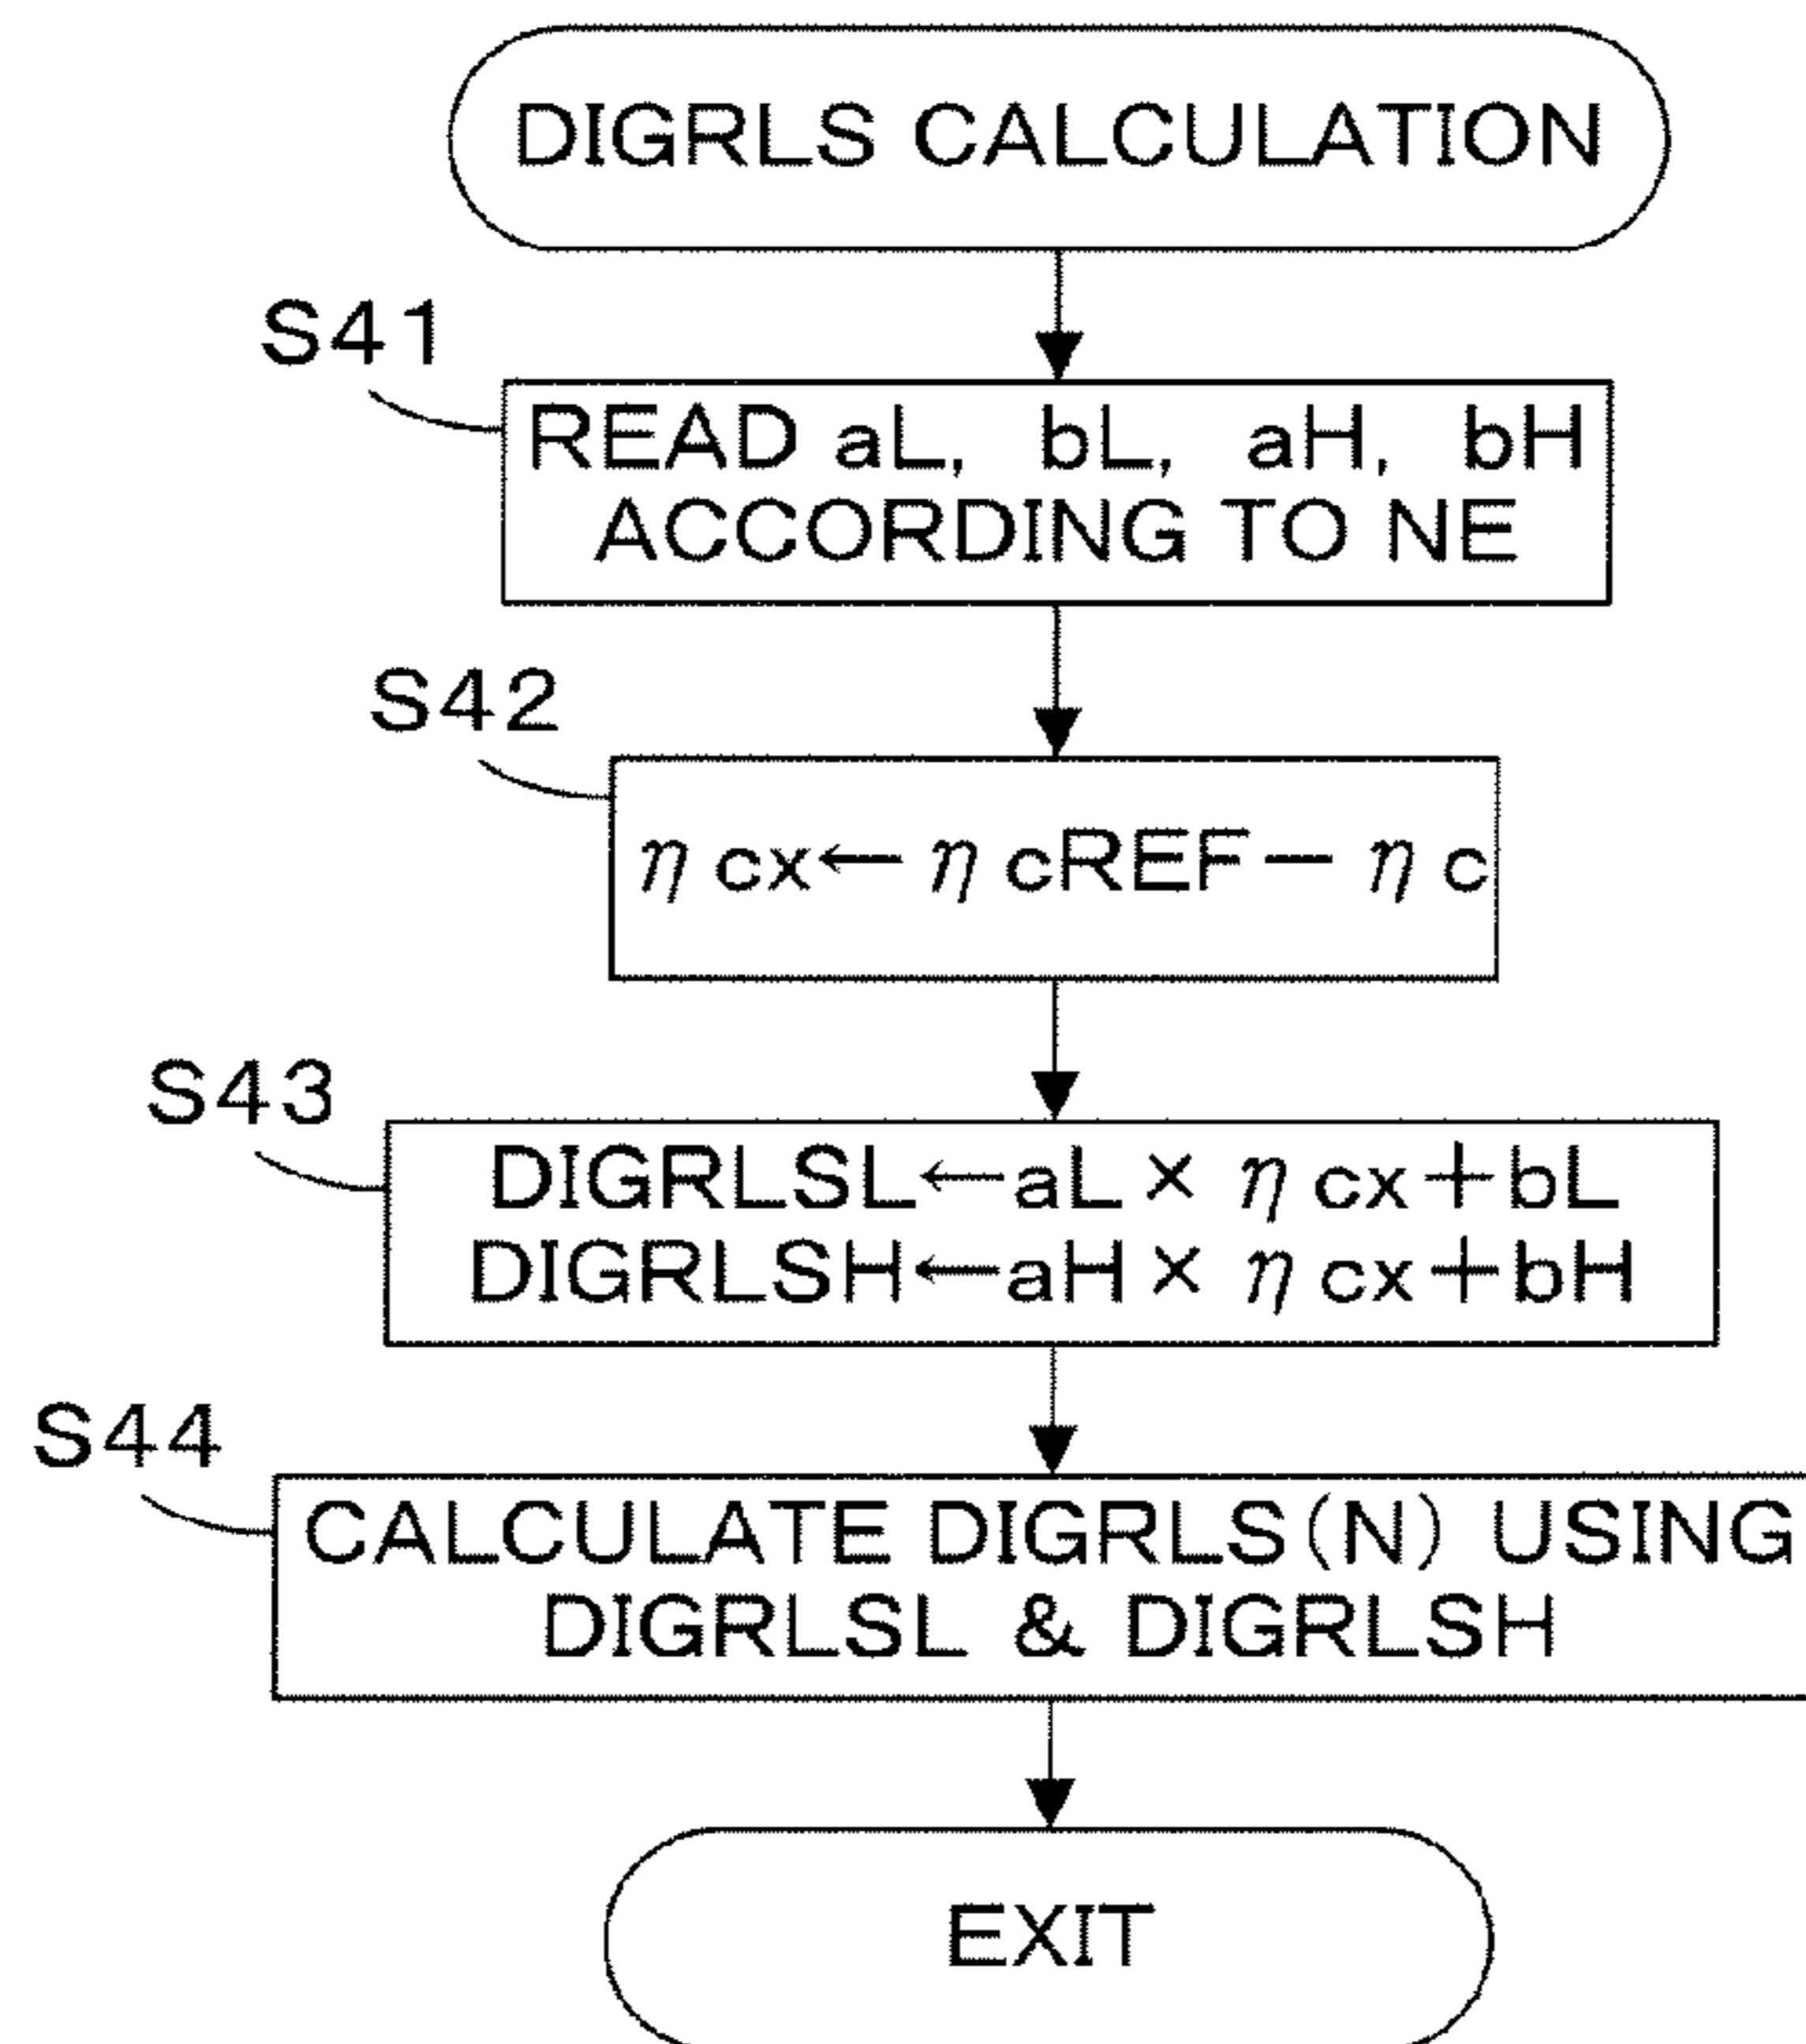 DIGRLS CALCULATION
S41
READ aL, bL, aH, bH
ACCORDING TO NE
S42
η cx← η cREF− η c
S43
DIGRLSL←aL× η cx+bL
DIGRLSH←aH× η cx+bH
S44
CALCULATE DIGRLS(N) USING
DIGRLSL & DIGRLSH
EXIT